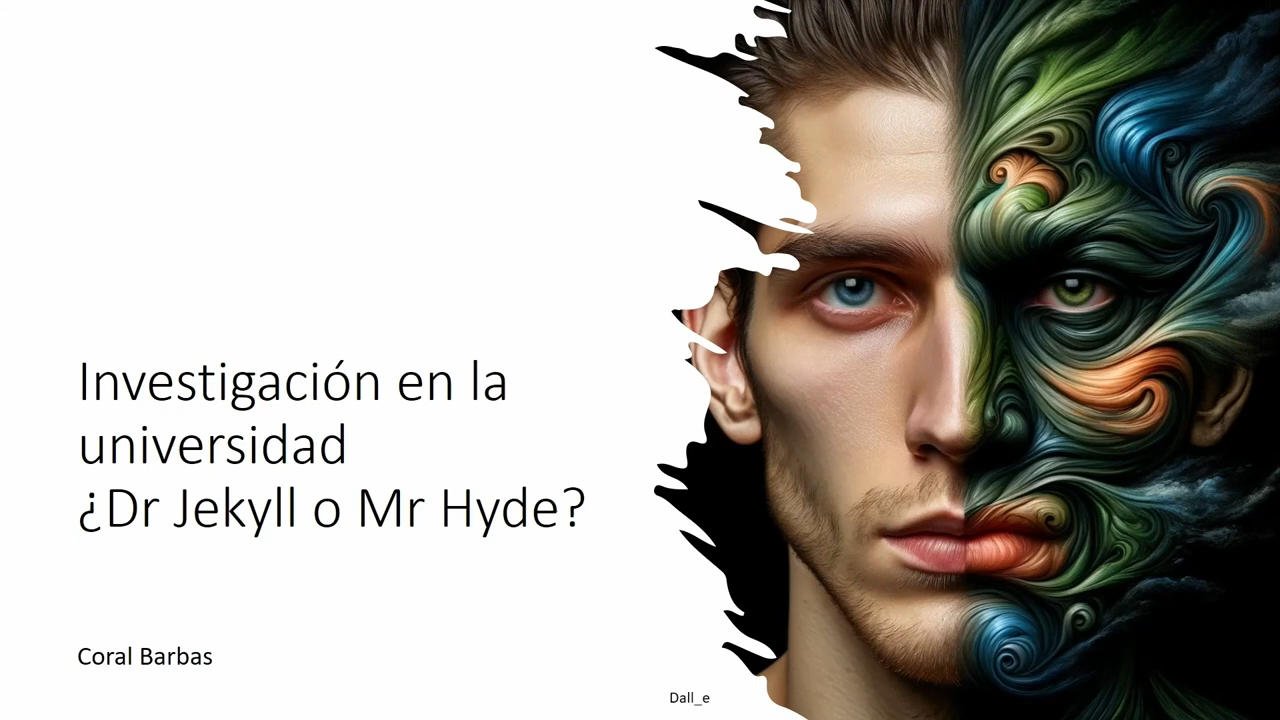 Investigación en la
universidad
¿Dr Jekyll o Mr Hyde?
Coral Barbas
Dall_e